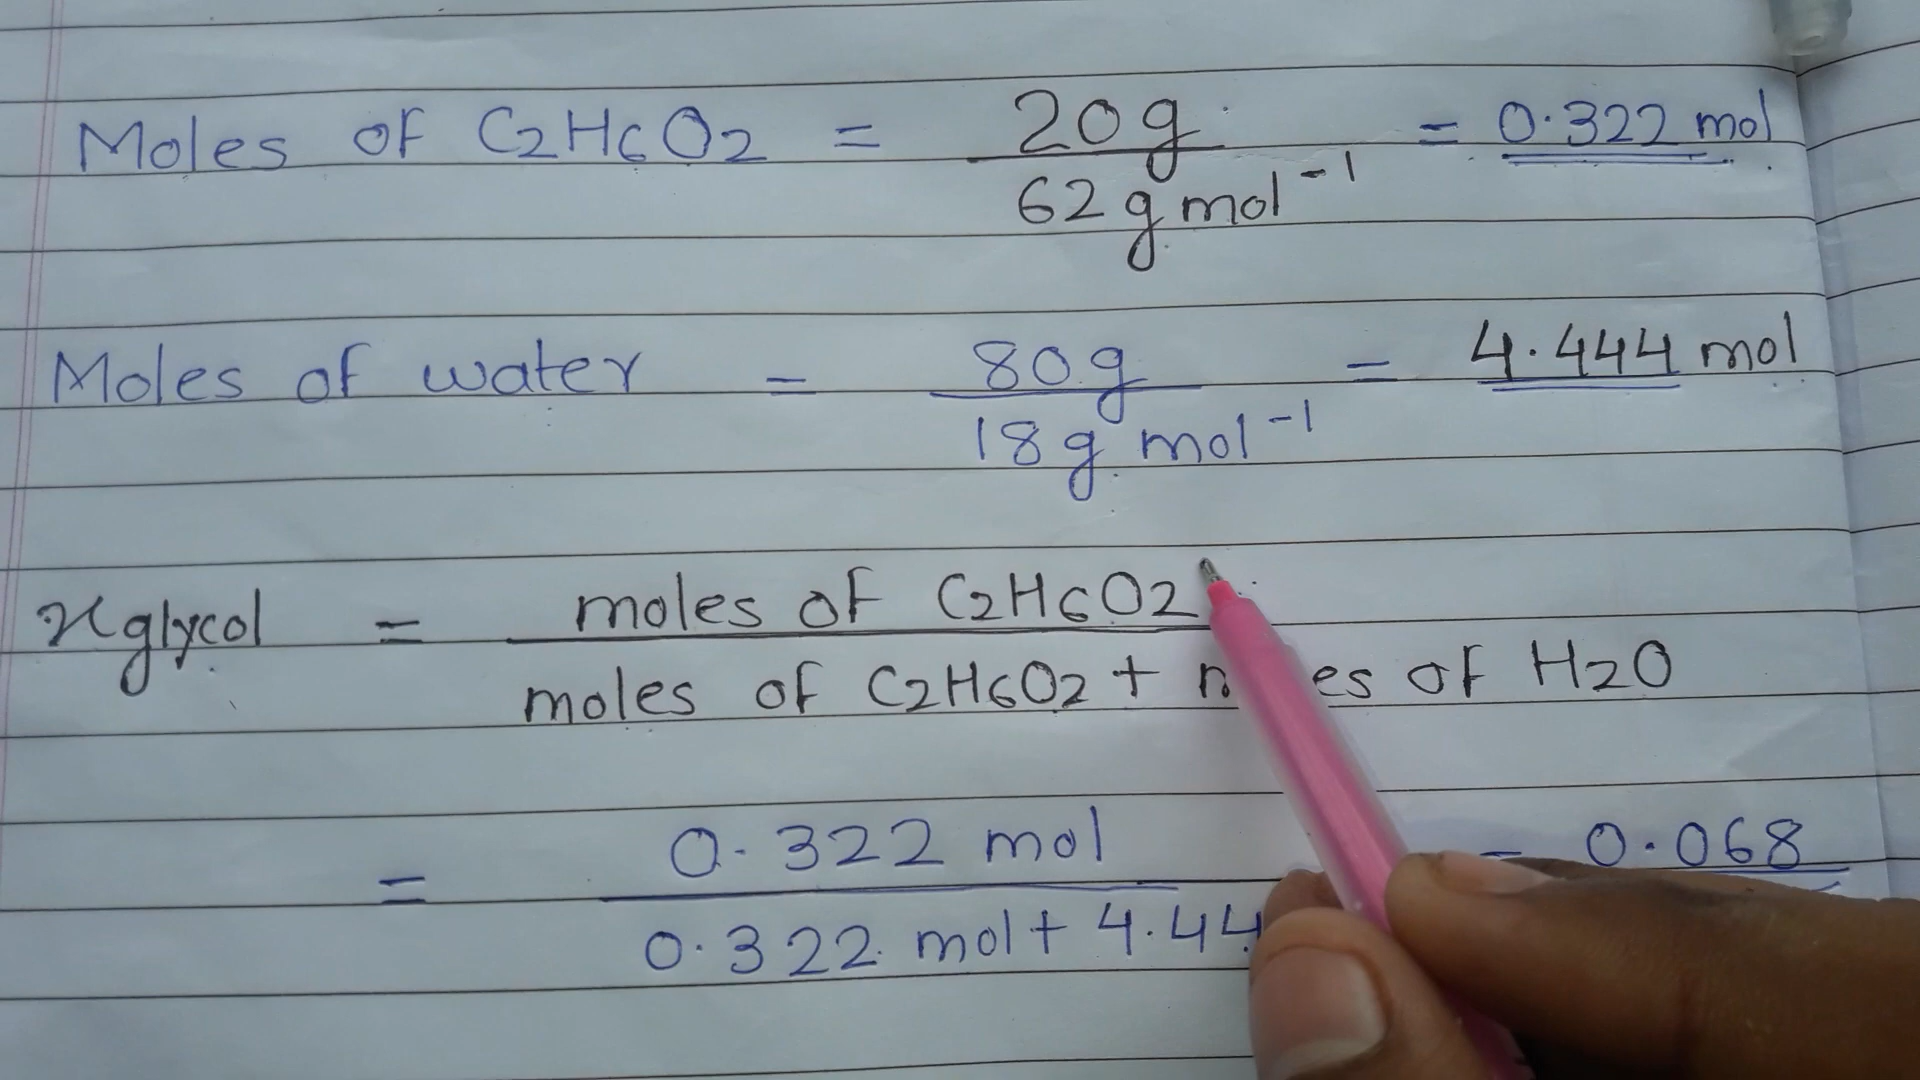 Moles of C2H6O2 = 20g = 0.322 mol
62 g mol-1
Moles of water = 80g = 4.444 mol
18 g mol-1
x glycol = moles of C2H6O2
moles of C2H6O2 + of H2O
= 0.322 mol = 0.068
0.322 mol + 4.44